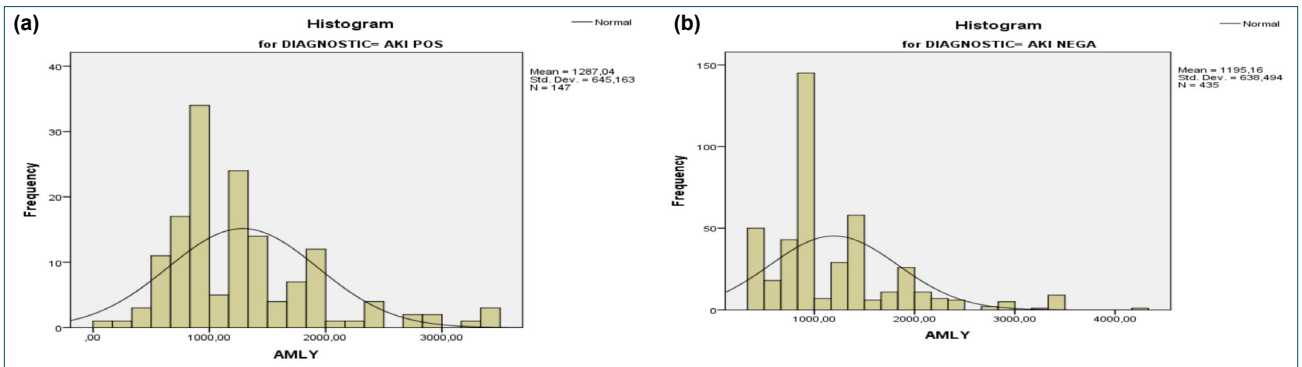 (a)
Histogram
Normal
for DIAGNOSTIC= AKI POS
Mean = 1287,04
Std. Dev. = 645,163
N = 147
Frequency
40
30
20
10
0
,00
1000,00
2000,00
3000,00
AMLY
(b)
Histogram
Normal
for DIAGNOSTIC= AKI NEGA
Mean = 1195,16
Std. Dev. = 638,494
N = 435
Frequency
150
100
50
0
1000,00
2000,00
3000,00
4000,00
AMLY